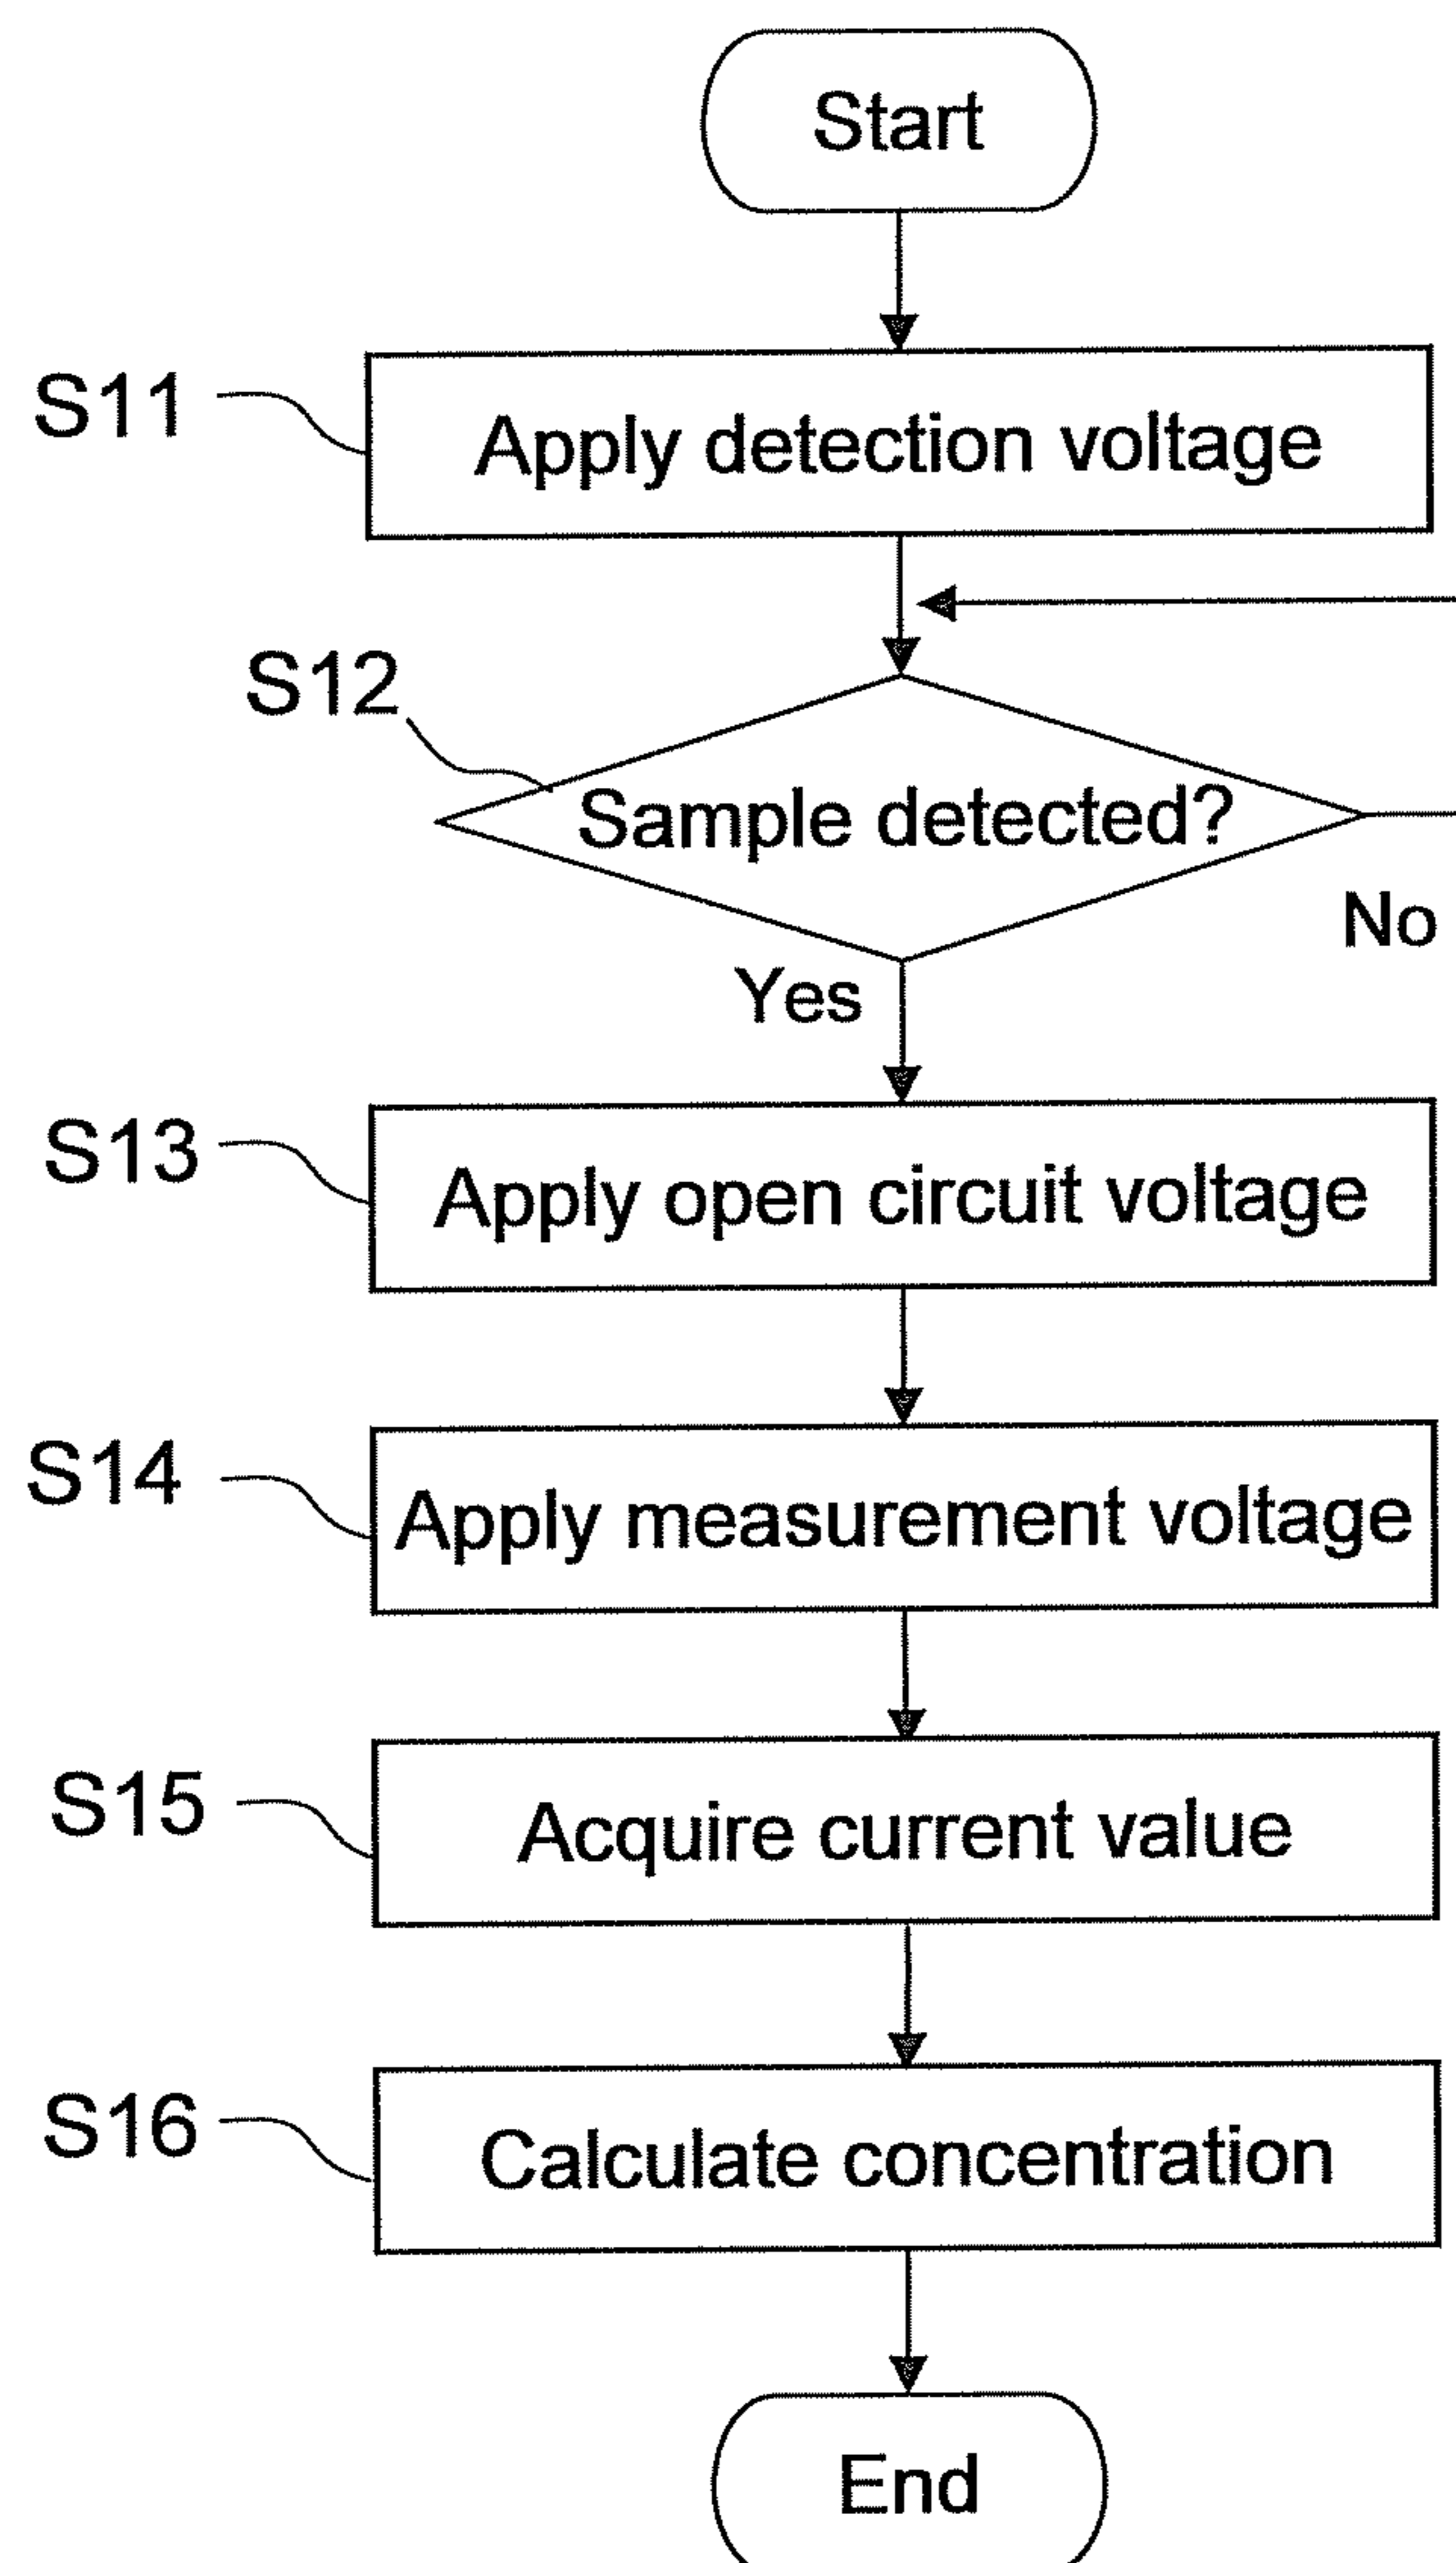 Start
S11
Apply detection voltage
S12
Sample detected?
No
Yes
S13
Apply open circuit voltage
S14
Apply measurement voltage
S15
Acquire current value
S16
Calculate concentration
End